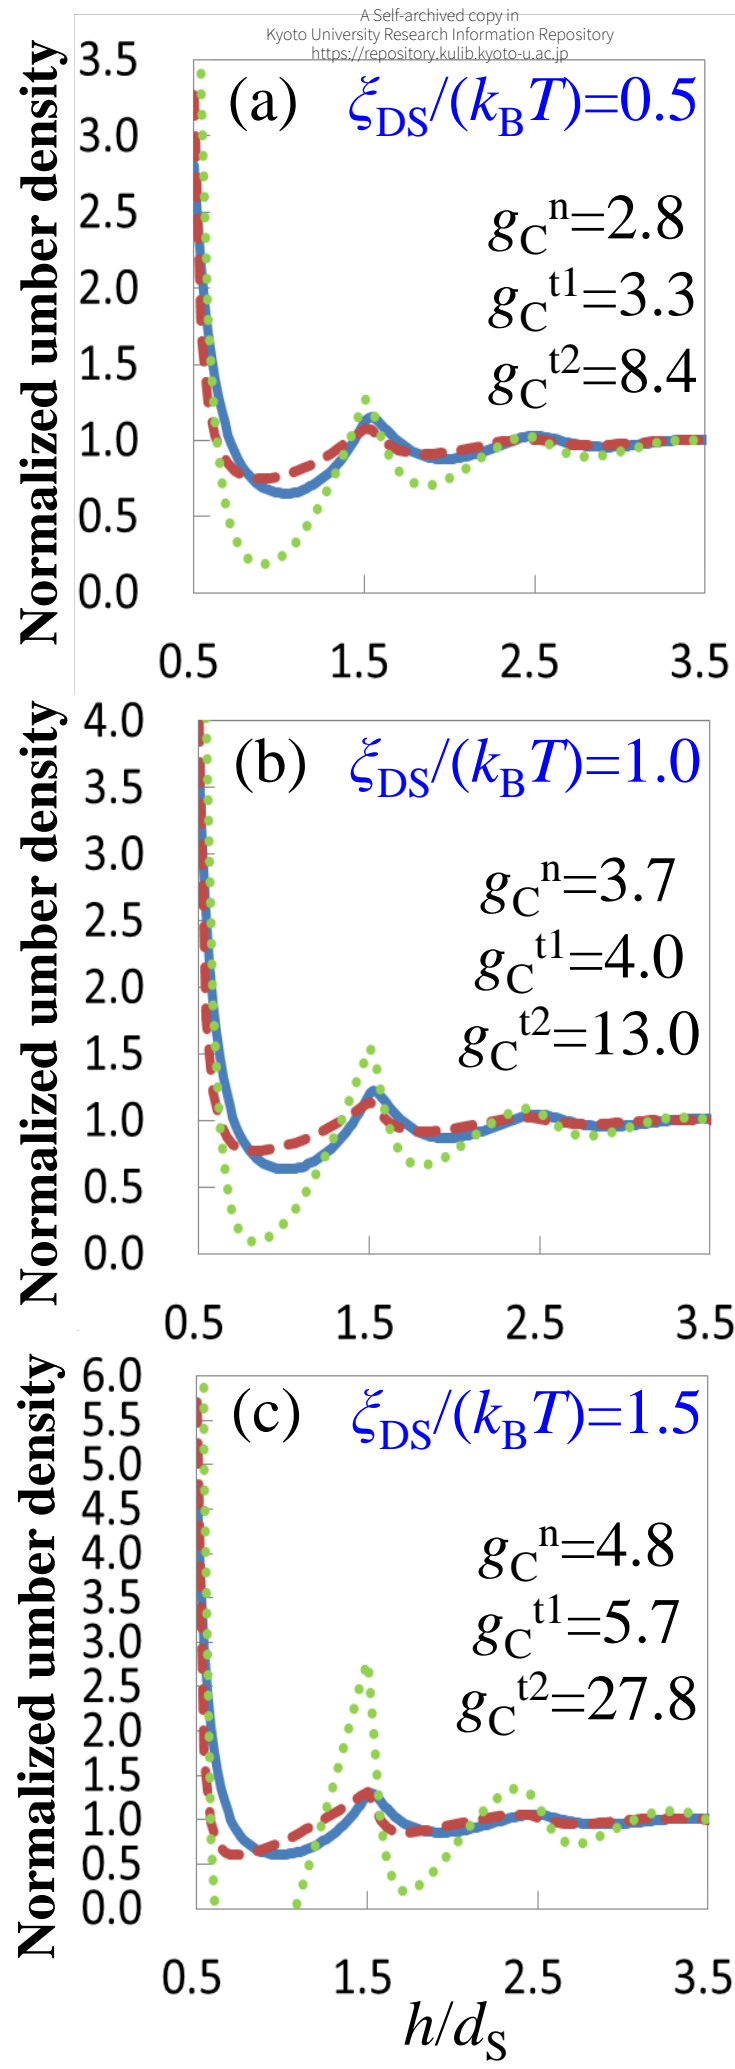 A Self-archived copy in
Kyoto University Research Information Repository
https://repository.kulib.kyoto-u.ac.jp
Normalized umber density
3.5
3.0
2.5
2.0
1.5
1.0
0.5
0.0
(a) ξDS/(kBT)=0.5
gCn=2.8
gCt1=3.3
gCt2=8.4
0.5 1.5 2.5 3.5
Normalized umber density
4.0
3.5
3.0
2.5
2.0
1.5
1.0
0.5
0.0
(b) ξDS/(kBT)=1.0
gCn=3.7
gCt1=4.0
gCt2=13.0
0.5 1.5 2.5 3.5
Normalized umber density
6.0
5.5
5.0
4.5
4.0
3.5
3.0
2.5
2.0
1.5
1.0
0.5
0.0
(c) ξDS/(kBT)=1.5
gCn=4.8
gCt1=5.7
gCt2=27.8
0.5 1.5 2.5 3.5
h/dS